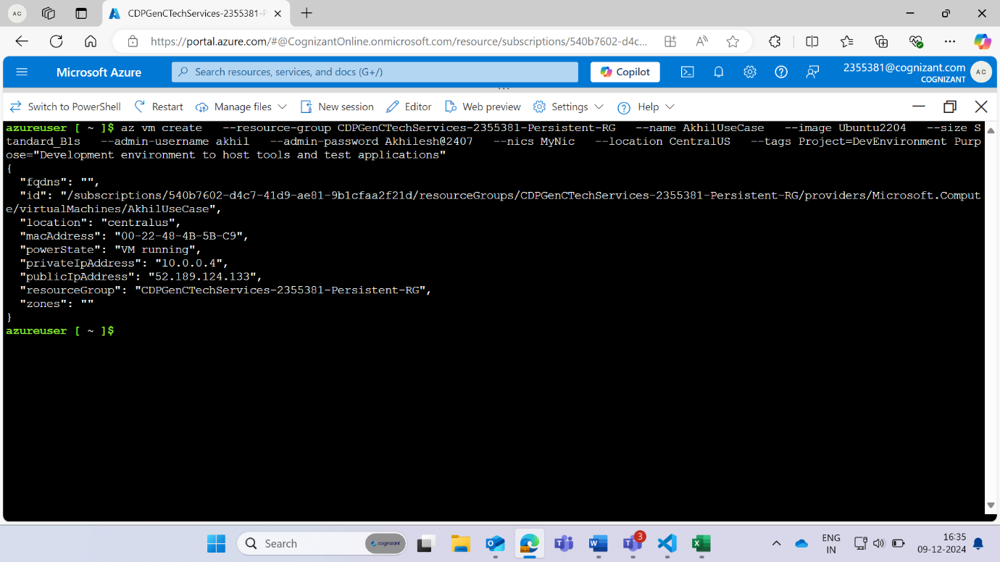 AC
CDPGenCTechServices-2355381-P
https://portal.azure.com/#@CognizantOnline.onmicrosoft.com/resource/subscriptions/540b7602-d4c...
Microsoft Azure
Search resources, services, and docs (G+/)
Copilot
2355381@cognizant.com
COGNIZANT
AC
Switch to PowerShell
Restart
Manage files
New session
Editor
Web preview
Settings
Help
azureuser [ ~ ]$ az vm create   --resource-group CDPGenCTechServices-2355381-Persistent-RG   --name AkhilUseCase   --image Ubuntu2204   --size S
tandard_B1s   --admin-username akhil   --admin-password Akhilesh@2407   --nics MyNic   --location CentralUS   --tags Project=DevEnvironment Purp
ose="Development environment to host tools and test applications"
{
  "fqdns": "",
  "id": "/subscriptions/540b7602-d4c7-41d9-ae81-9b1cfaa2f21d/resourceGroups/CDPGenCTechServices-2355381-Persistent-RG/providers/Microsoft.Comput
e/virtualMachines/AkhilUseCase",
  "location": "centralus",
  "macAddress": "00-22-48-4B-5B-C9",
  "powerState": "VM running",
  "privateIpAddress": "10.0.0.4",
  "publicIpAddress": "52.189.124.133",
  "resourceGroup": "CDPGenCTechServices-2355381-Persistent-RG",
  "zones": ""
}
azureuser [ ~ ]$
Search
cognizant
3
ENG
IN
16:35
09-12-2024